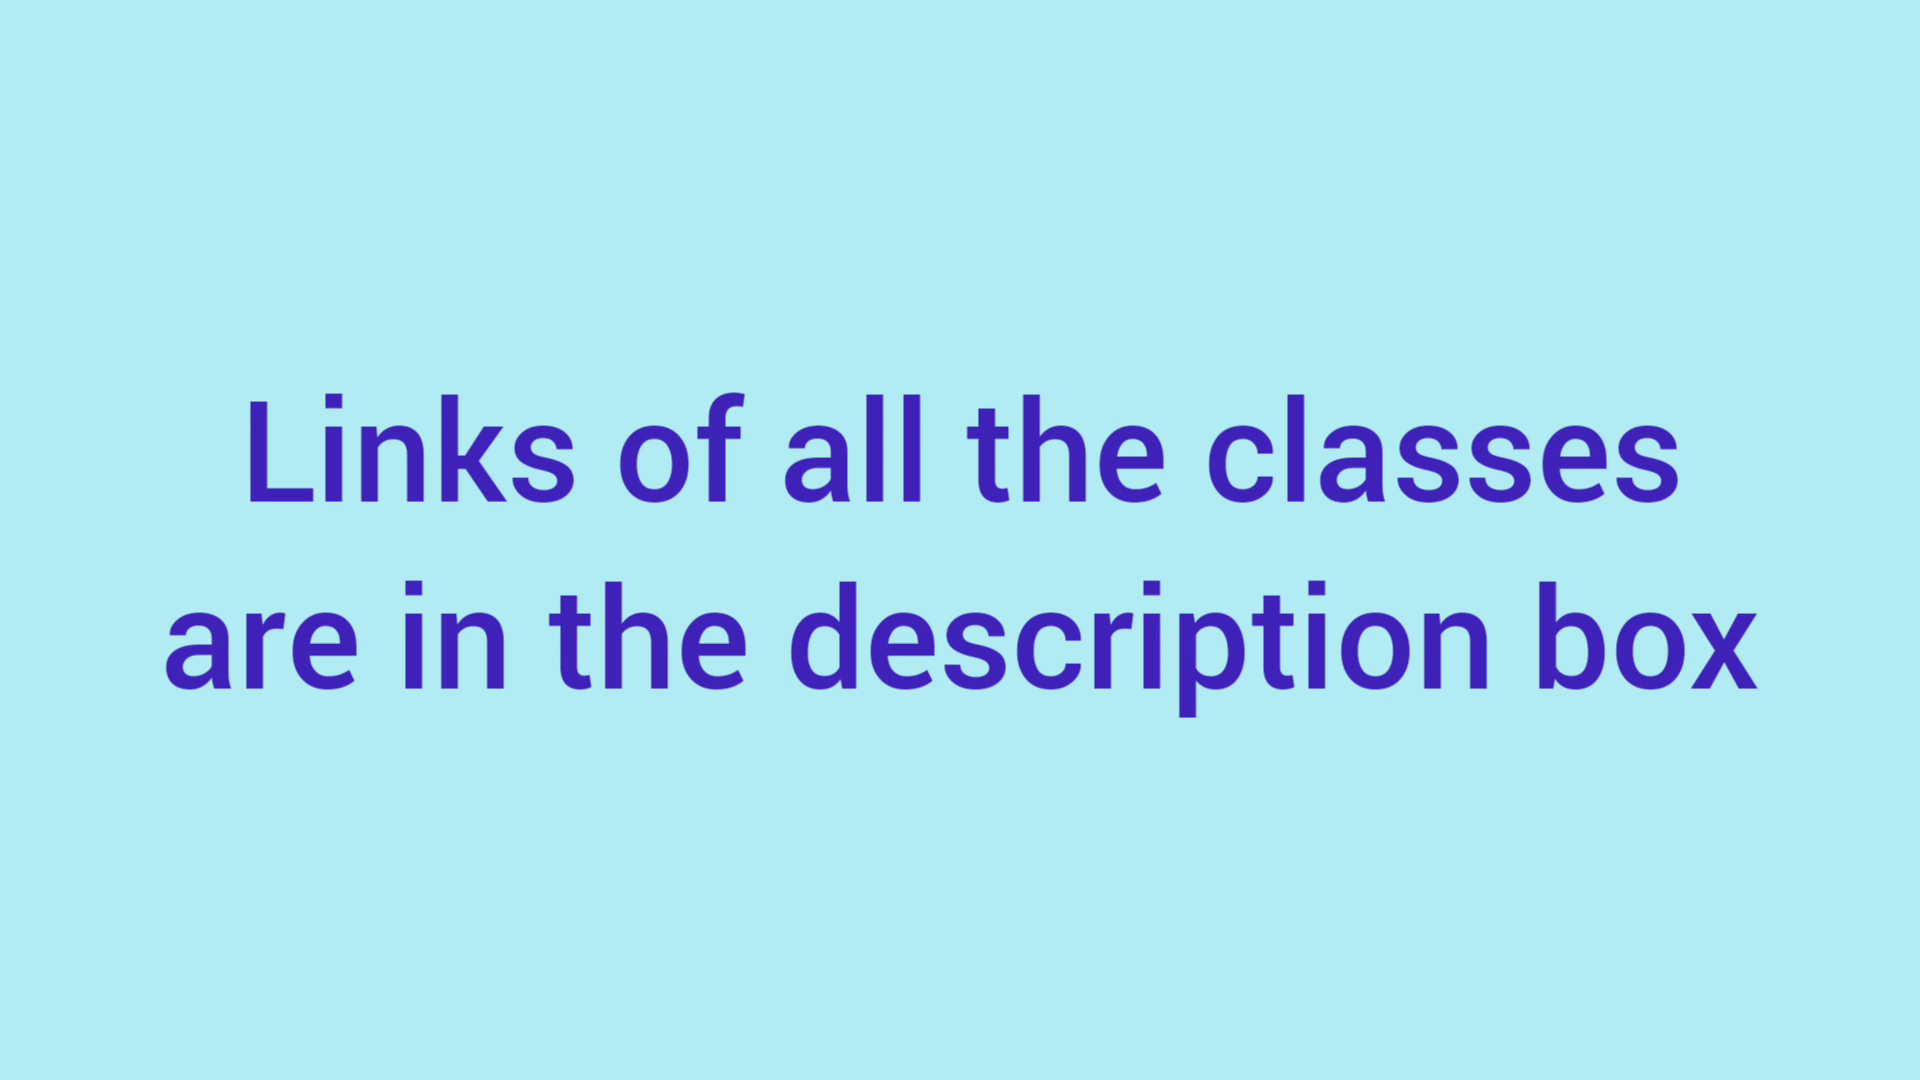 Links of all the classes
are in the description box